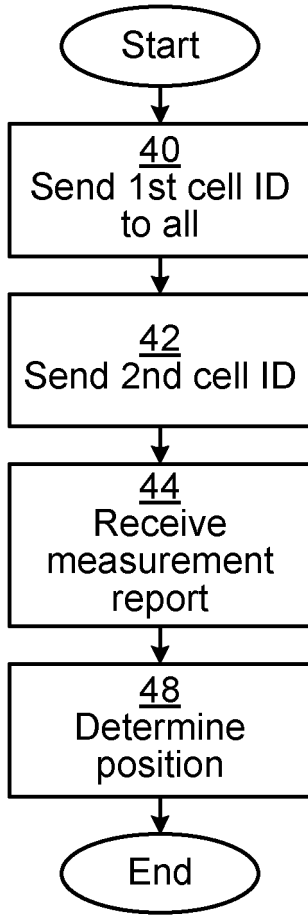 Start
40
Send 1st cell ID
to all
42
Send 2nd cell ID
44
Receive
measurement
report
48
Determine
position
End